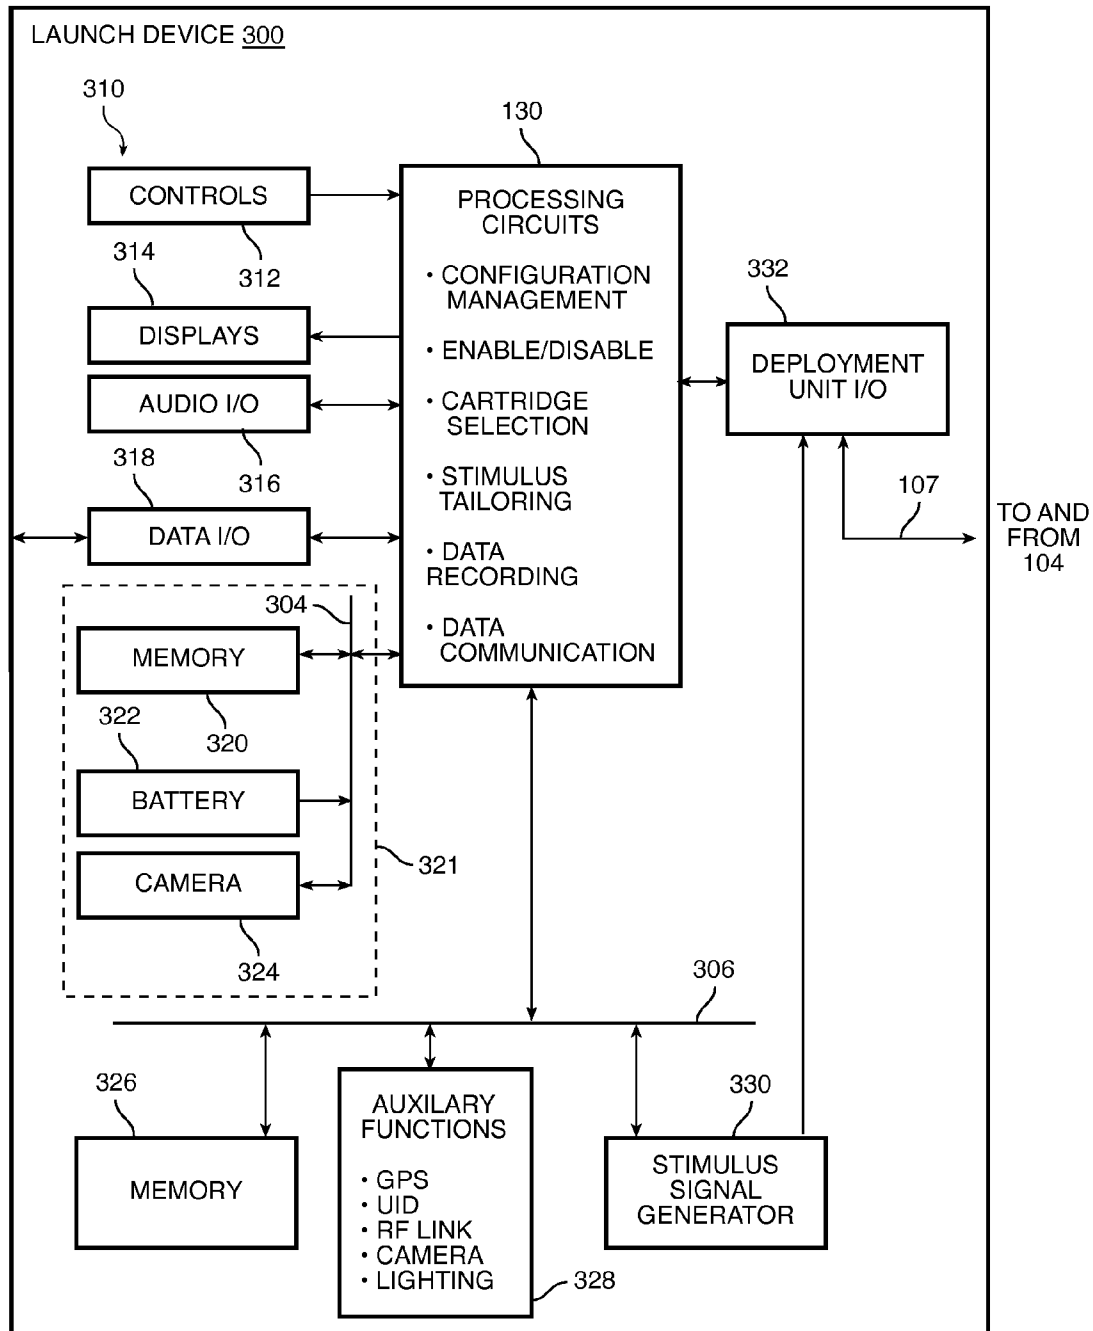 LAUNCH DEVICE 300
310
CONTROLS
312
314
DISPLAYS
AUDIO I/O
316
318
DATA I/O
130
PROCESSING
CIRCUITS
• CONFIGURATION
MANAGEMENT
• ENABLE/DISABLE
• CARTRIDGE
SELECTION
• STIMULUS
TAILORING
• DATA
RECORDING
• DATA
COMMUNICATION
332
DEPLOYMENT
UNIT I/O
107
TO AND
FROM
104
304
MEMORY
320
322
BATTERY
CAMERA
324
321
306
326
MEMORY
AUXILARY
FUNCTIONS
• GPS
• UID
• RF LINK
• CAMERA
• LIGHTING
328
330
STIMULUS
SIGNAL
GENERATOR